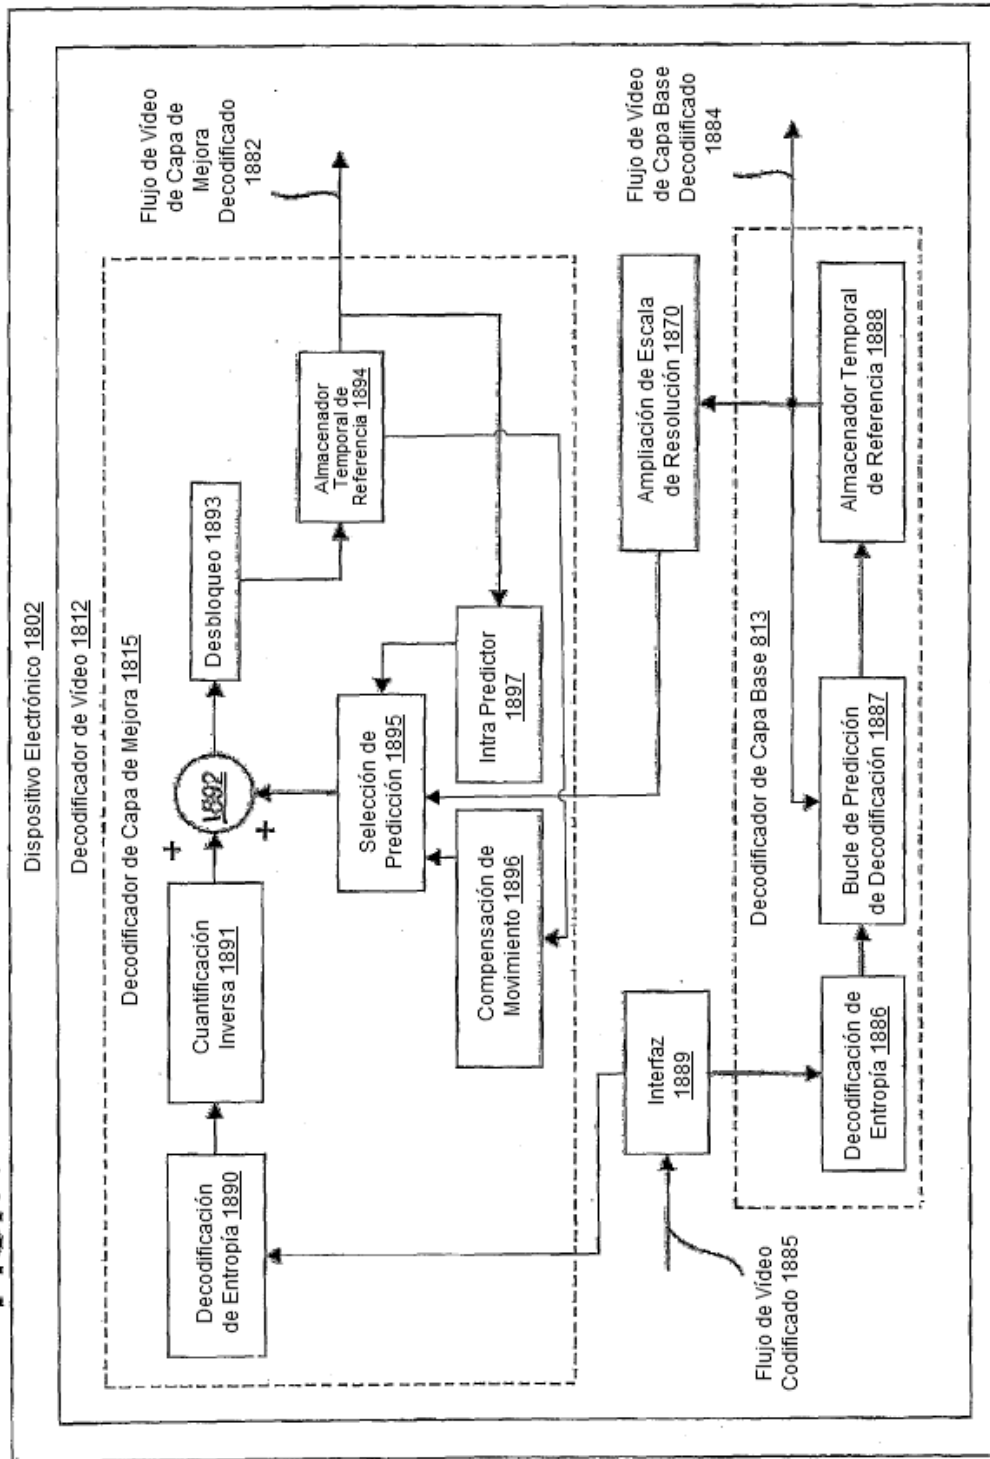 Dispositivo Electrónico 1802
Decodificador de Vídeo 1812
Decodificador de Capa de Mejora 1815
Decodificación
de Entropía 1890
Cuantificación
Inversa 1891
+
1892
+
Desbloqueo 1893
Almacenador
Temporal de
Referencia 1894
Flujo de Vídeo
de Capa de
Mejora
Decodificado
1882
Selección de
Predicción 1895
Compensación de
Movimiento 1896
Intra Predictor
1897
Ampliación de Escala
de Resolución 1870
Flujo de Vídeo
de Capa Base
Decodiificado
1884
Interfaz
1889
Flujo de Vídeo
Codificado 1885
Decodificador de Capa Base 813
Decodificación de
Entropía 1886
Bucle de Predicción
de Decodificación 1887
Almacenador Temporal
de Referencia 1888